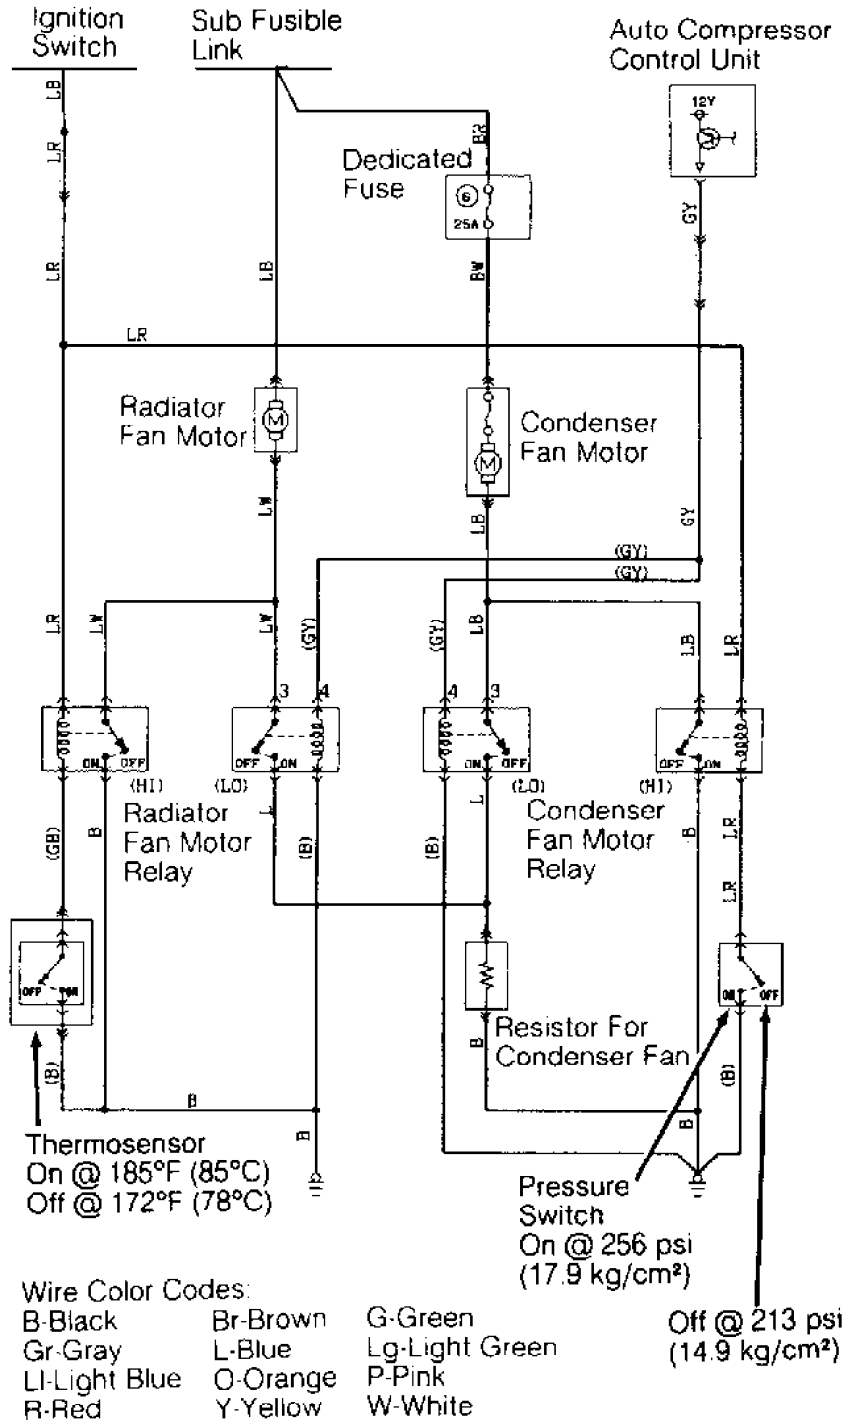 Ignition
Switch
Sub Fusible
Link
Auto Compressor
Control Unit
LB
12V
LR
BR
Dedicated
Fuse
6
25A
GY
LR
LB
BW
LR
Radiator
Fan Motor
M
Condenser
Fan Motor
M
LW
LB
GY
(GY)
(GY)
LR
LW
LW
(GY)
(GY)
LB
LB
LR
3 4
4 3
ON OFF
OFF ON
ON OFF
OFF ON
(HI)
(LO)
(LO)
(HI)
Radiator
Fan Motor
Relay
Condenser
Fan Motor
Relay
(GB)
B
L
(B)
(B)
L
B
LR
LR
OFF ON
ON OFF
Resistor For
Condenser Fan
B
(B)
(B)
B
B
B
Thermosensor
On @ 185°F (85°C)
Off @ 172°F (78°C)
Pressure
Switch
On @ 256 psi
(17.9 kg/cm²)
Off @ 213 psi
(14.9 kg/cm²)
Wire Color Codes:
B-Black Br-Brown G-Green
Gr-Gray L-Blue Lg-Light Green
Ll-Light Blue O-Orange P-Pink
R-Red Y-Yellow W-White